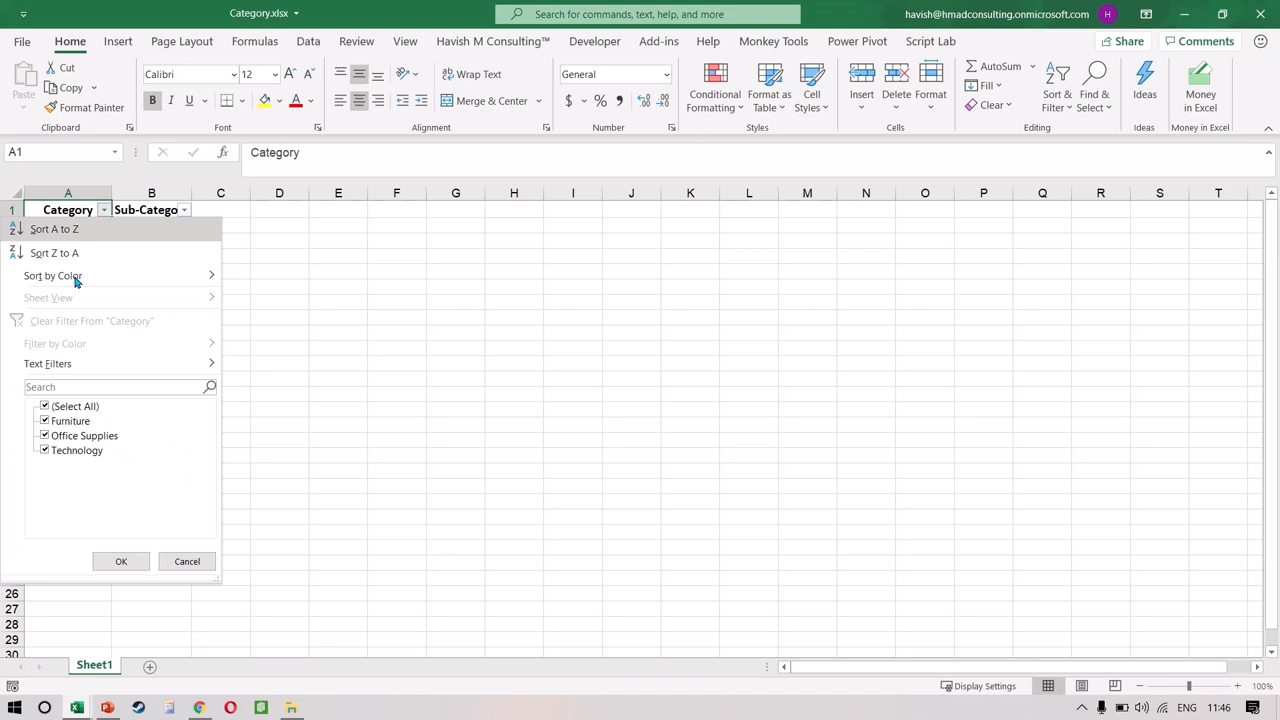 Category.xlsx
Search for commands, text, help, and more
havish@hmadconsulting.onmicrosoft.com
H
File Home Insert Page Layout Formulas Data Review View Havish M Consulting™ Developer Add-ins Help Monkey Tools Power Pivot Script Lab Share Comments
Paste
Cut
Copy
Format Painter
Calibri 12
B I U A
Wrap Text
Merge & Center
General
$ % ,
Conditional Formatting
Format as Table
Cell Styles
Insert Delete Format
AutoSum
Fill
Clear
Sort & Filter
Find & Select
Ideas
Money in Excel
Clipboard Font Alignment Number Styles Cells Editing Ideas Money in Excel
A1 fx Category
A B C D E F G H I J K L M N O P Q R S T
1 Category Sub-Catego
Sort A to Z
Sort Z to A
Sort by Color
Sheet View
Clear Filter From "Category"
Filter by Color
Text Filters
Search
(Select All)
Furniture
Office Supplies
Technology
OK Cancel
26
27
28
29
30
Sheet1
Display Settings 100%
ENG 11:46